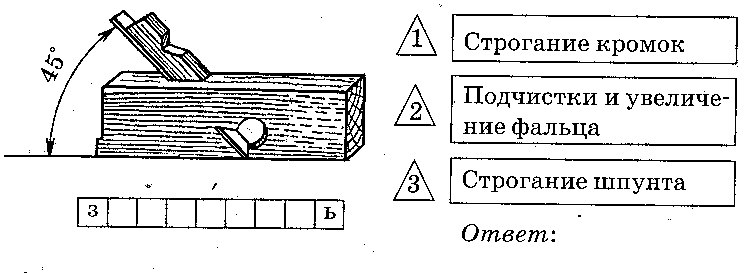 45°
1
Строгание кромок
2
Подчистки и увеличе-
ние фальца
3
Строгание шпунта
з ь
Ответ: